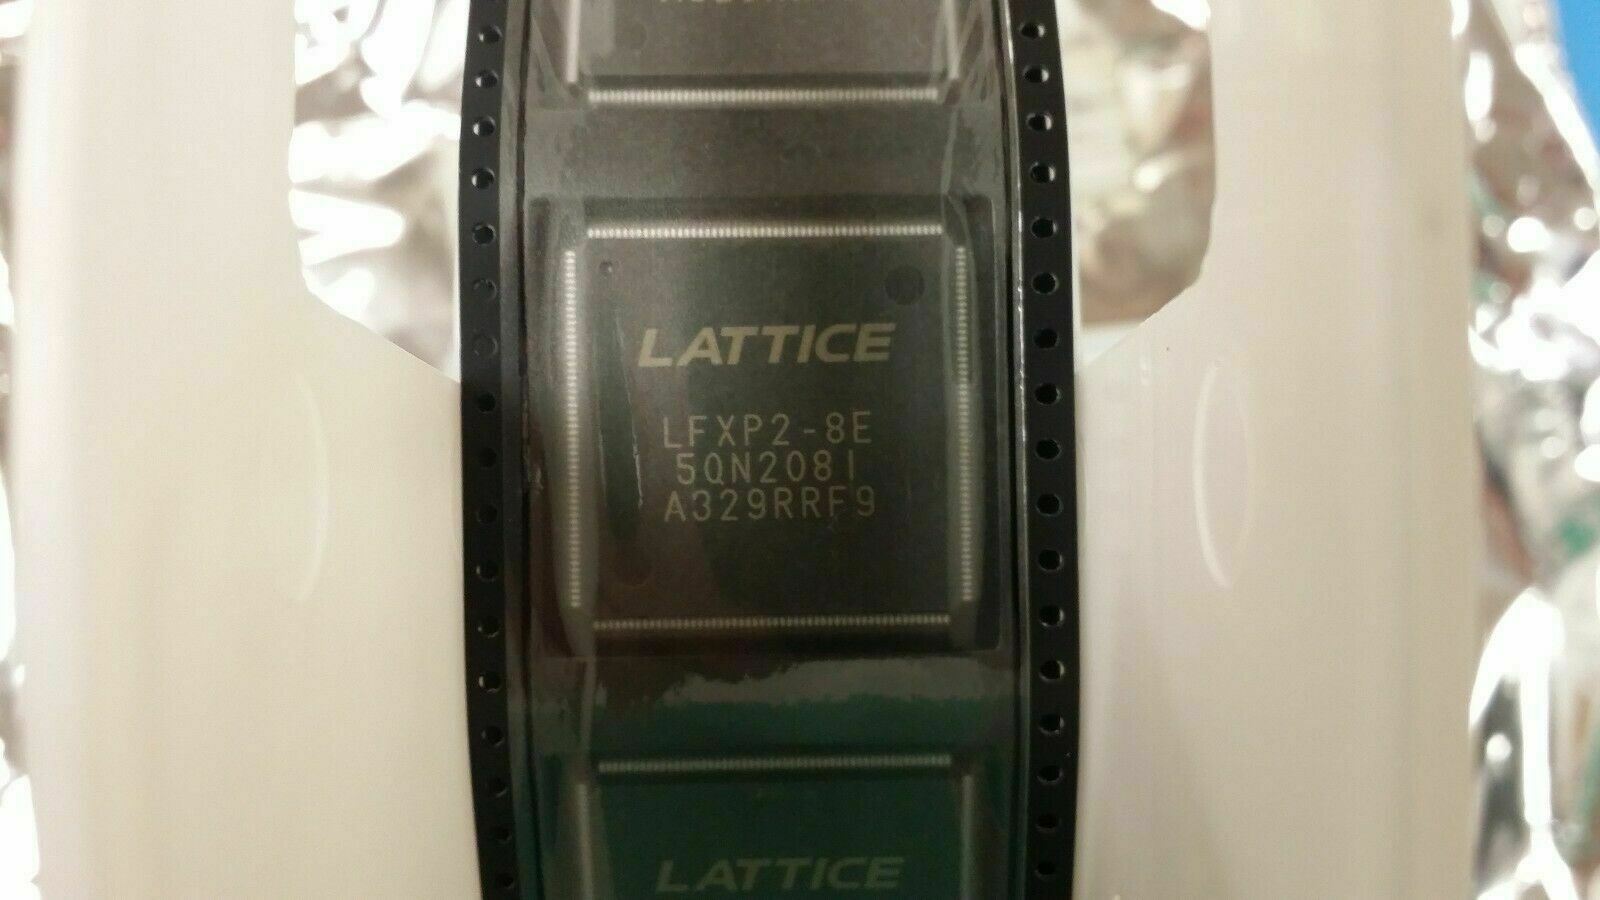 LATTICE
LFXP2-8E
5QN208I
A329RRF9
LATTICE